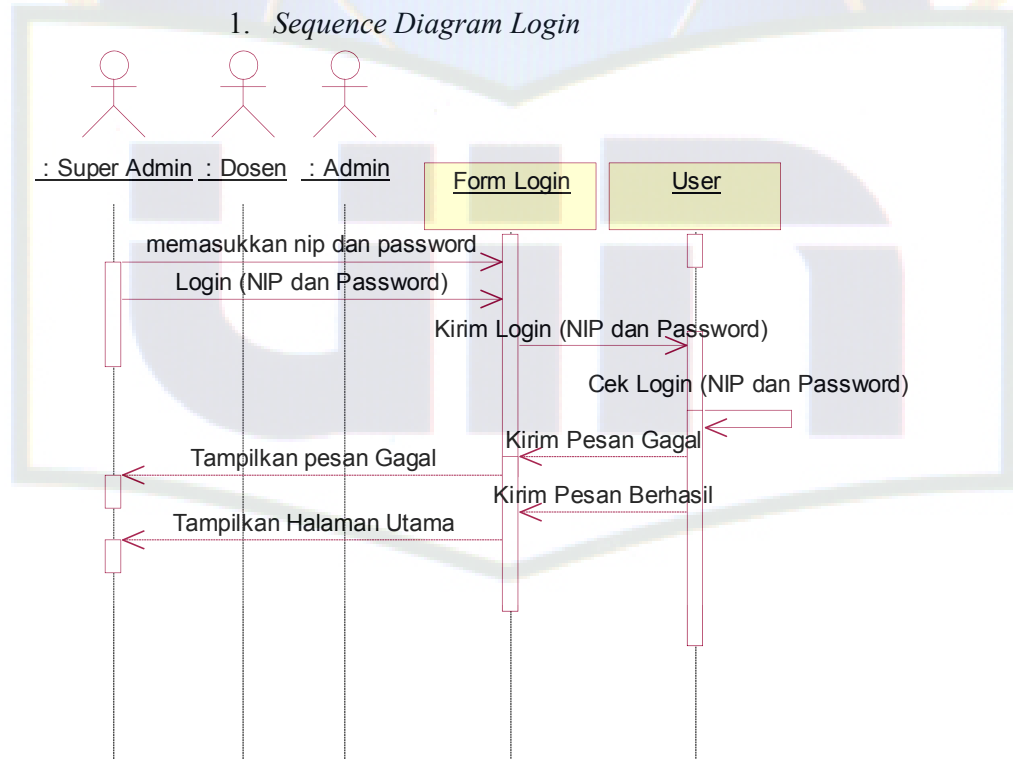 1. Sequence Diagram Login
: Super Admin
: Dosen
: Admin
Form Login
User
memasukkan nip dan password
Login (NIP dan Password)
Kirim Login (NIP dan Password)
Cek Login (NIP dan Password)
Kirim Pesan Gagal
Tampilkan pesan Gagal
Kirim Pesan Berhasil
Tampilkan Halaman Utama
uin